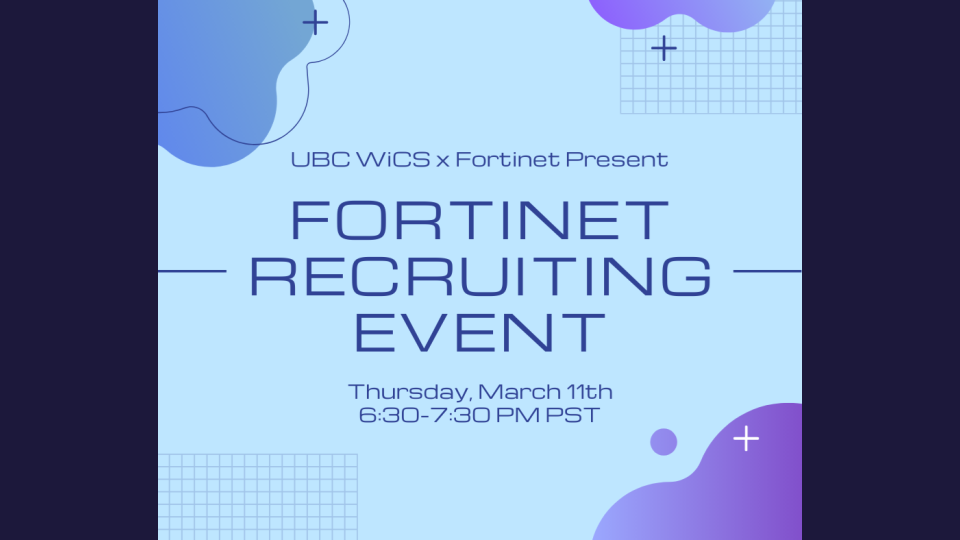 UBC WiCS x Fortinet Present
FORTINET
RECRUITING
EVENT
Thursday, March 11th
6:30-7:30 PM PST